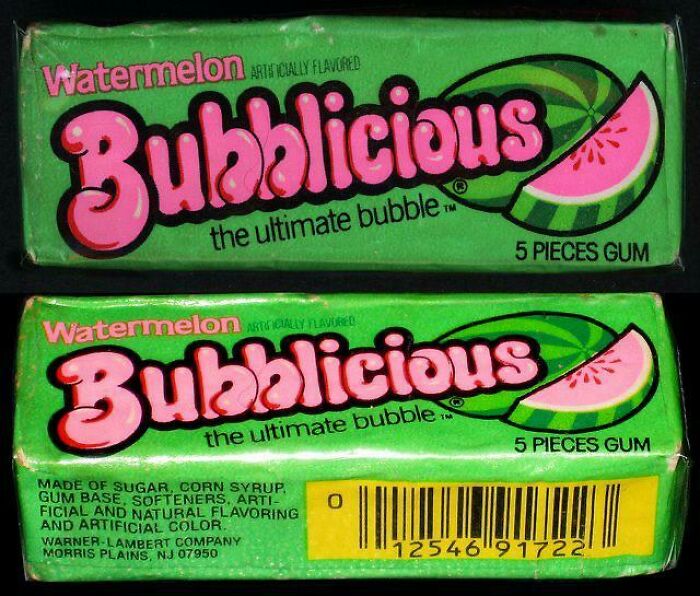 Watermelon ARTIFICIALLY FLAVORED
Bubblicious®
the ultimate bubble™
5 PIECES GUM
Watermelon ARTIFICIALLY FLAVORED
Bubblicious®
the ultimate bubble™
5 PIECES GUM
MADE OF SUGAR, CORN SYRUP,
GUM BASE, SOFTENERS, ARTI-
FICIAL AND NATURAL FLAVORING
AND ARTIFICIAL COLOR.
WARNER-LAMBERT COMPANY
MORRIS PLAINS, NJ 07950
0 12546 91722